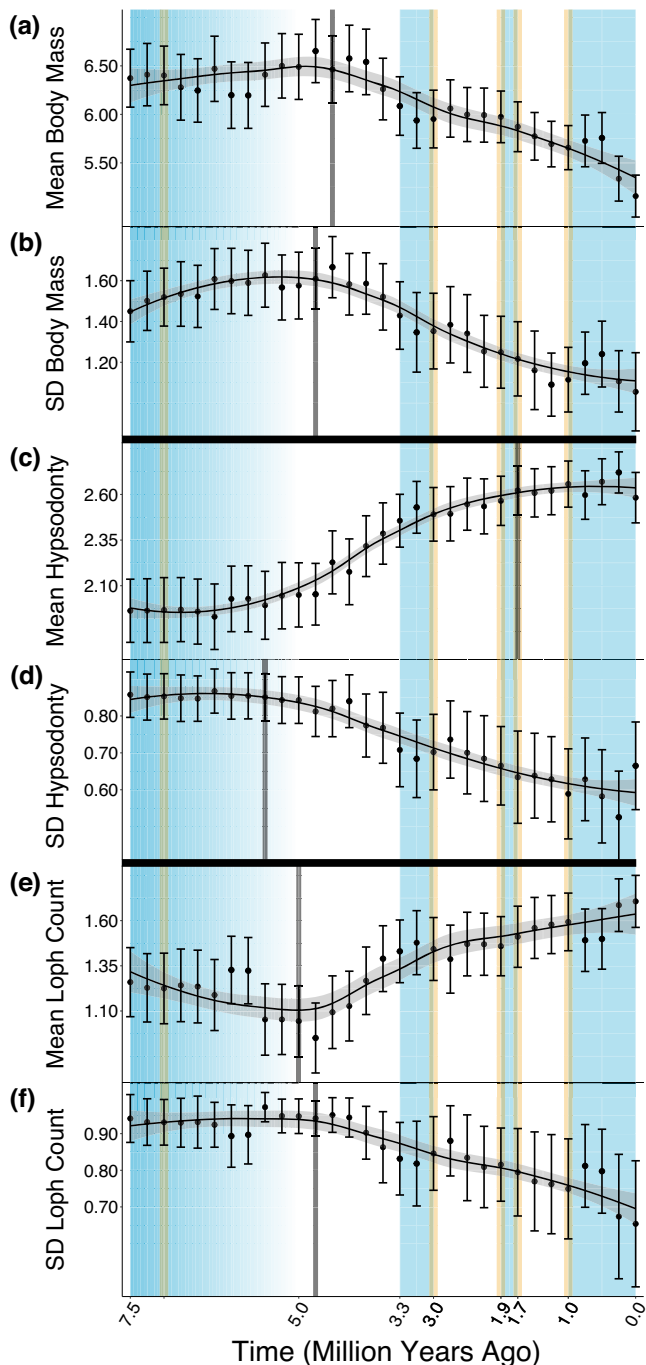 (a)
Mean Body Mass
6.50
6.00
5.50
(b)
SD Body Mass
1.60
1.40
1.20
(c)
Mean Hypsodonty
2.60
2.35
2.10
(d)
SD Hypsodonty
0.80
0.70
0.60
(e)
Mean Loph Count
1.60
1.35
1.10
(f)
SD Loph Count
0.90
0.80
0.70
7.5 5.0 3.3 3.0 1.9 1.7 1.0 0.0
Time (Million Years Ago)